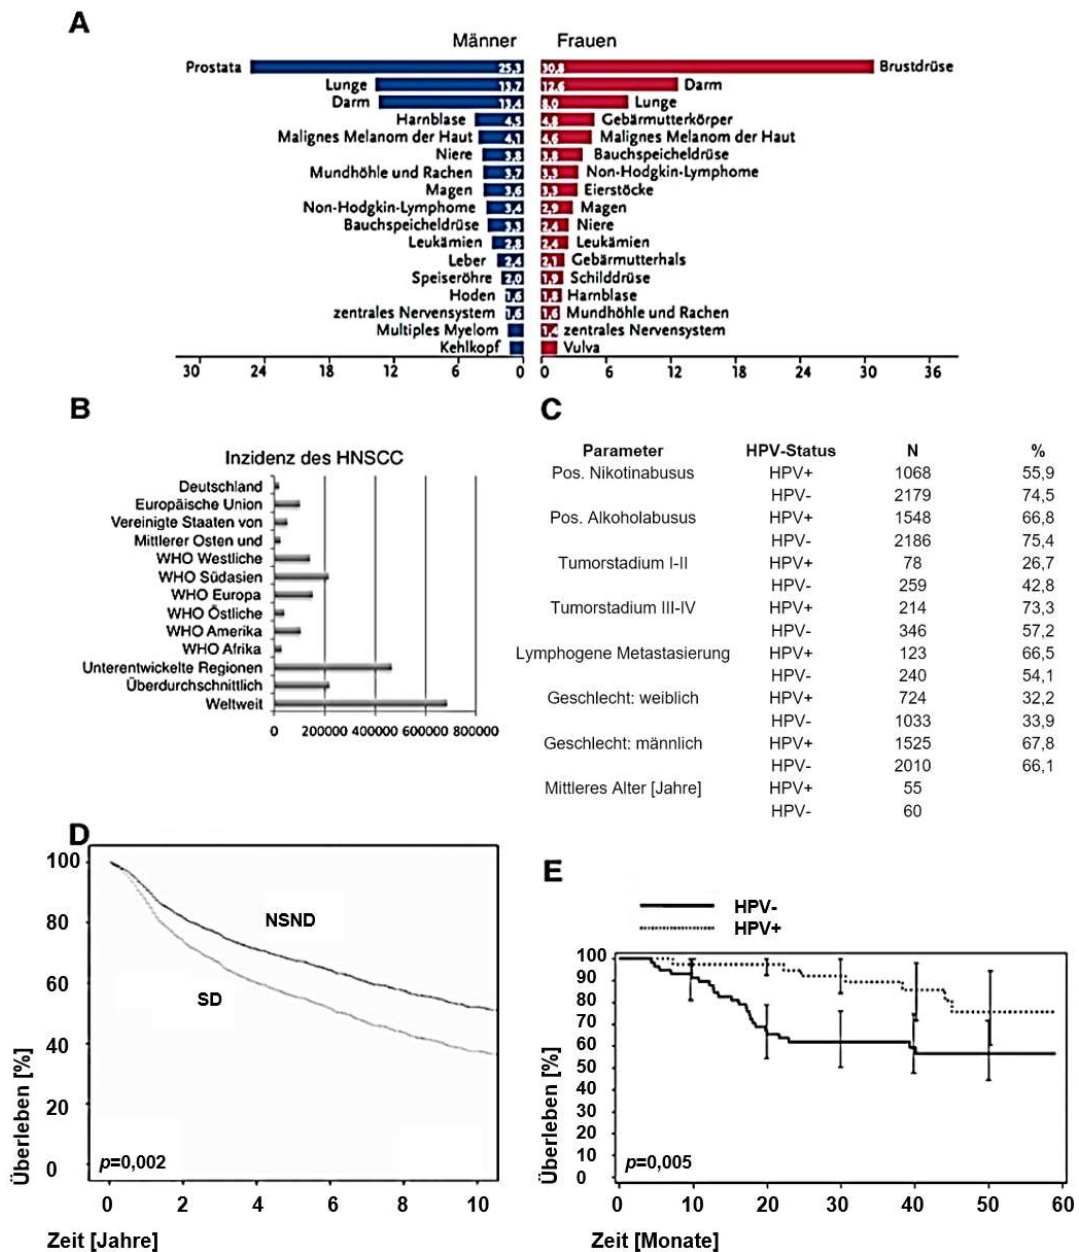 A
Männer Frauen
Prostata 25,3 30,8 Brustdrüse
Lunge 13,7 12,6 Darm
Darm 13,4 8,0 Lunge
Harnblase 4,5 4,8 Gebärmutterkörper
Malignes Melanom der Haut 4,1 4,6 Malignes Melanom der Haut
Niere 3,8 3,8 Bauchspeicheldrüse
Mundhöhle und Rachen 3,7 3,3 Non-Hodgkin-Lymphome
Magen 3,6 3,3 Eierstöcke
Non-Hodgkin-Lymphome 3,4 2,9 Magen
Bauchspeicheldrüse 3,3 2,4 Niere
Leukämien 2,8 2,4 Leukämien
Leber 2,4 2,1 Gebärmutterhals
Speiseröhre 2,0 1,9 Schilddrüse
Hoden 1,6 1,8 Harnblase
zentrales Nervensystem 1,6 1,6 Mundhöhle und Rachen
Multiples Myelom 1,4 zentrales Nervensystem
Kehlkopf Vulva
30 24 18 12 6 0 0 6 12 18 24 30 36
B
Inzidenz des HNSCC
Deutschland
Europäische Union
Vereinigte Staaten von
Mittlerer Osten und
WHO Westliche
WHO Südasien
WHO Europa
WHO Östliche
WHO Amerika
WHO Afrika
Unterentwickelte Regionen
Überdurchschnittlich
Weltweit
0 200000 400000 600000 800000
C
Parameter HPV-Status N %
Pos. Nikotinabusus HPV+ 1068 55,9
HPV- 2179 74,5
Pos. Alkoholabusus HPV+ 1548 66,8
HPV- 2186 75,4
Tumorstadium I-II HPV+ 78 26,7
HPV- 259 42,8
Tumorstadium III-IV HPV+ 214 73,3
HPV- 346 57,2
Lymphogene Metastasierung HPV+ 123 66,5
HPV- 240 54,1
Geschlecht: weiblich HPV+ 724 32,2
HPV- 1033 33,9
Geschlecht: männlich HPV+ 1525 67,8
HPV- 2010 66,1
Mittleres Alter [Jahre] HPV+ 55
HPV- 60
D
Überleben [%]
100
80
60
40
20
0
NSND
SD
p=0,002
0 2 4 6 8 10
Zeit [Jahre]
E
HPV-
HPV+
Überleben [%]
100
90
80
70
60
50
40
30
20
10
0
p=0,005
0 10 20 30 40 50 60
Zeit [Monate]